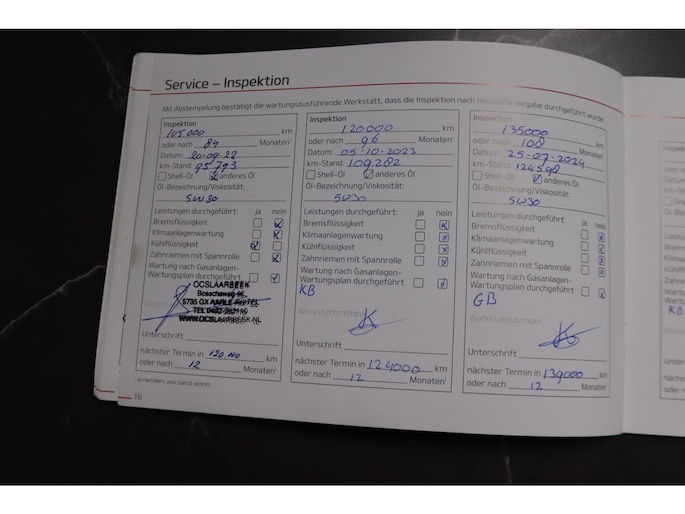 Service – Inspektion
Mit Abstempelung bestätigt die wartungsausführende Werkstatt, dass die Inspektion nach Herstellervorgabe durchgeführt wurde.
Inspektion
105.000 km
oder nach 84 Monaten¹
Datum: 20-09-22
km-Stand: 95793
Shell-Öl anderes Öl
Öl-Bezeichnung/Viskosität:
5W30
Leistungen durchgeführt: ja nein
Bremsflüssigkeit
Klimaanlagenwartung
Kühlflüssigkeit
Zahnriemen mit Spannrolle
Wartung nach Gasanlagen-
Wartungsplan durchgeführt
OCSLAARBEEK
Bosscheweg
5735 GX AARLE-RIXTEL
TEL
WWW.OCSLAARBEEK.NL
Unterschrift
nächster Termin in 120.000 km
oder nach 12 Monaten¹
¹ je nachdem, was zuerst eintritt
16
Inspektion
120.000 km
oder nach 96 Monaten¹
Datum: 05-10-2023
km-Stand: 109282
Shell-Öl anderes Öl
Öl-Bezeichnung/Viskosität:
5W30
Leistungen durchgeführt: ja nein
Bremsflüssigkeit
Klimaanlagenwartung
Kühlflüssigkeit
Zahnriemen mit Spannrolle
Wartung nach Gasanlagen-
Wartungsplan durchgeführt
KB
Werkstattstempel
Unterschrift
nächster Termin in 124000 km
oder nach 12 Monaten¹
Inspektion
135000 km
oder nach 108 Monaten¹
Datum: 25-07-2024
km-Stand: 124598
Shell-Öl anderes Öl
Öl-Bezeichnung/Viskosität:
5W30
Leistungen durchgeführt: ja nein
Bremsflüssigkeit
Klimaanlagenwartung
Kühlflüssigkeit
Zahnriemen mit Spannrolle
Wartung nach Gasanlagen-
Wartungsplan durchgeführt
GB
Werkstattstempel
Unterschrift
nächster Termin in 139000 km
oder nach 12 Monaten¹